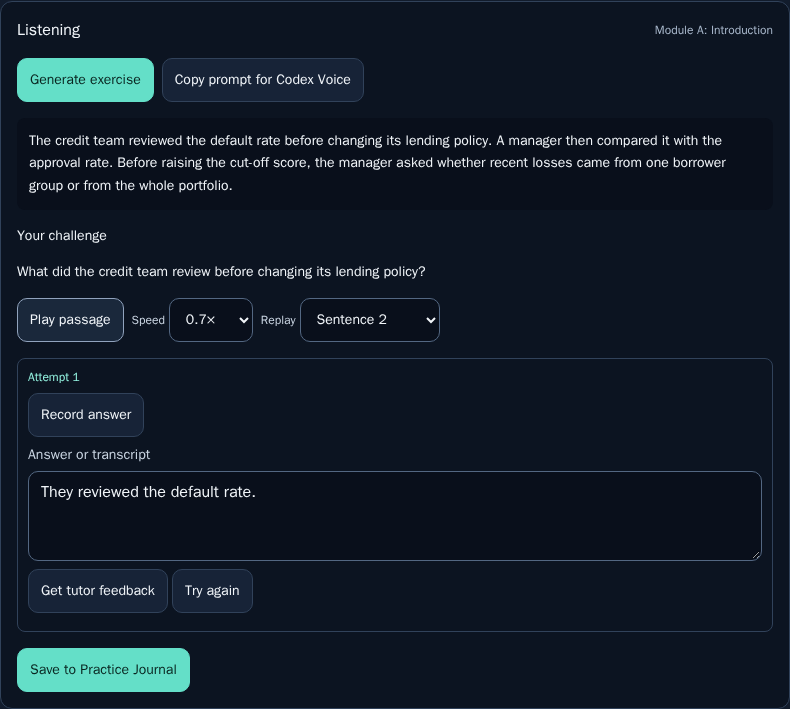 Listening
Module A: Introduction
Generate exercise
Copy prompt for Codex Voice
The credit team reviewed the default rate before changing its lending policy. A manager then compared it with the
approval rate. Before raising the cut-off score, the manager asked whether recent losses came from one borrower
group or from the whole portfolio.
Your challenge
What did the credit team review before changing its lending policy?
Play passage
Speed
0.7×
Replay
Sentence 2
Attempt 1
Record answer
Answer or transcript
They reviewed the default rate.
Get tutor feedback
Try again
Save to Practice Journal